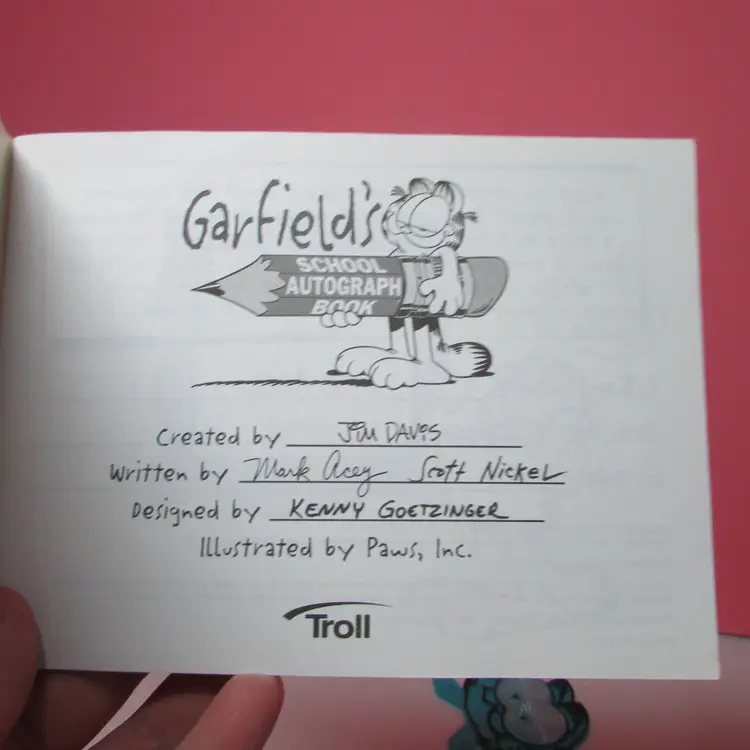 Garfield's
SCHOOL
AUTOGRAPH
BOOK
Created by JIM DAVIS
Written by Mark Acey Scott Nickel
Designed by KENNY GOETZINGER
Illustrated by Paws, Inc.
Troll